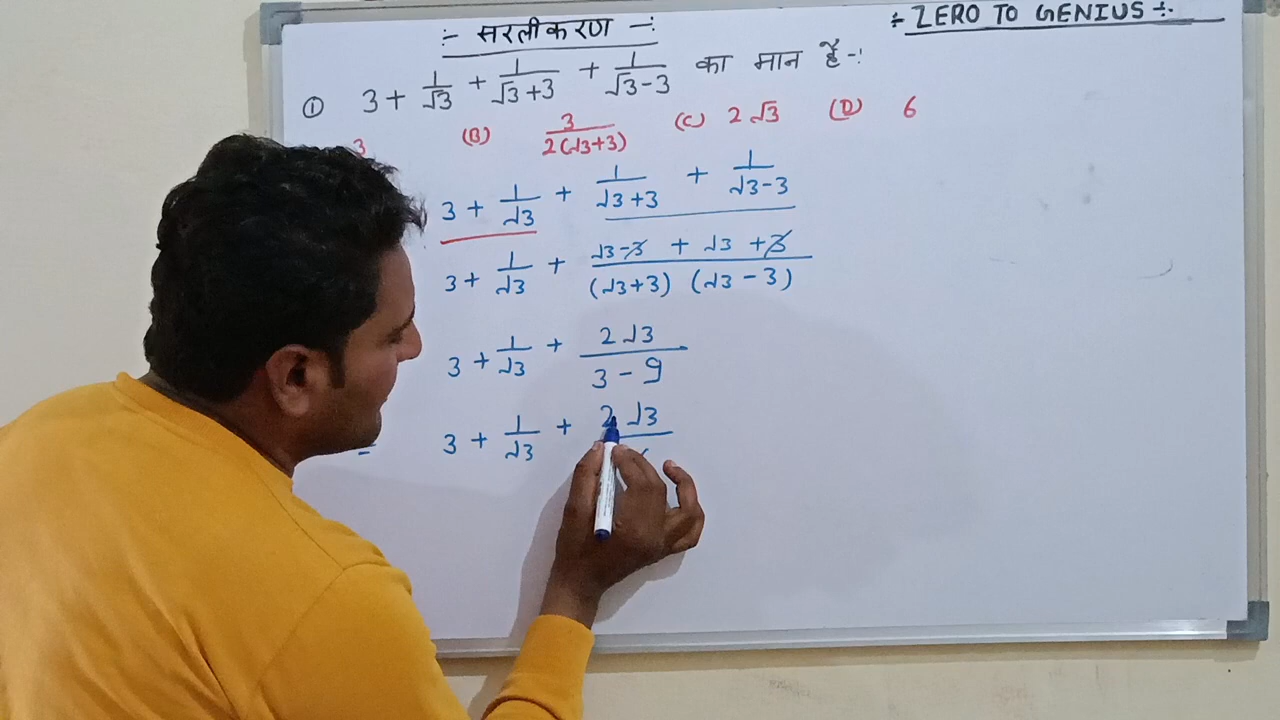 :- सरलीकरण -:
÷ ZERO TO GENIUS ÷
① 3 + 1/√3 + 1/(√3+3) + 1/(√3-3) का मान हैं -:
3 (B) 3/(2(√3+3)) (C) 2√3 (D) 6
3 + 1/√3 + 1/(√3+3) + 1/(√3-3)
3 + 1/√3 + (√3-3 + √3+3)/((√3+3) (√3-3))
3 + 1/√3 + 2√3/(3-9)
= 3 + 1/√3 + 2√3/